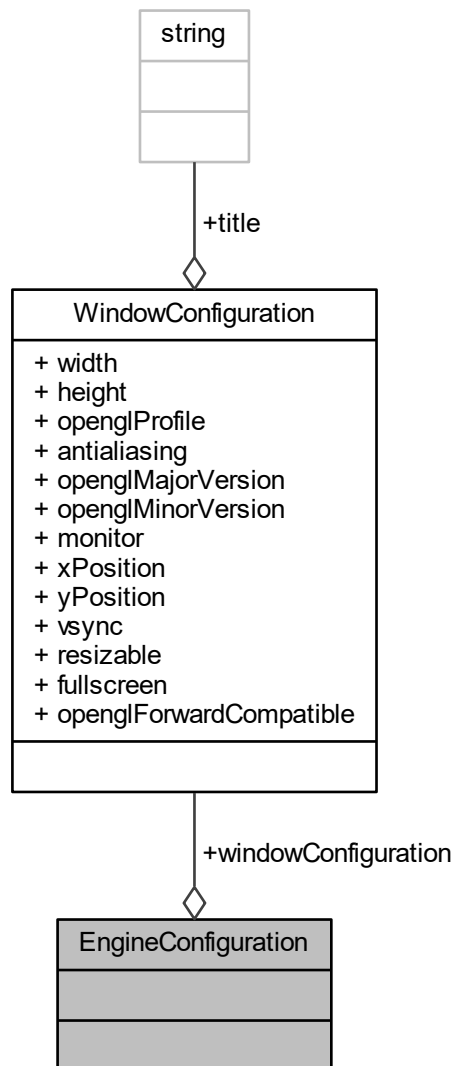 string
+title
WindowConfiguration
+ width
+ height
+ openglProfile
+ antialiasing
+ openglMajorVersion
+ openglMinorVersion
+ monitor
+ xPosition
+ yPosition
+ vsync
+ resizable
+ fullscreen
+ openglForwardCompatible
+windowConfiguration
EngineConfiguration